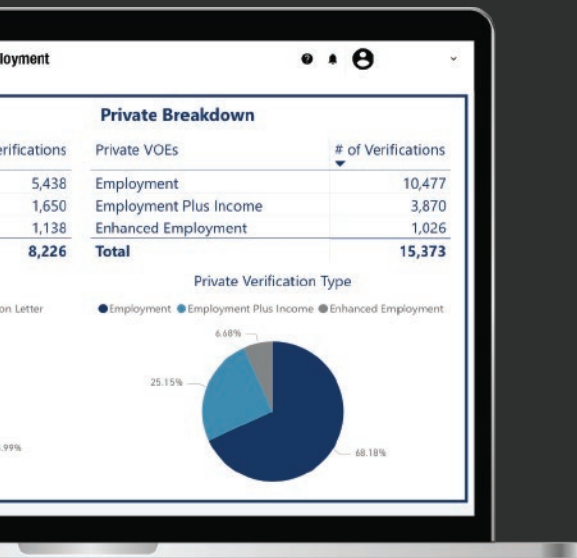 loyment
Private Breakdown
erifications Private VOEs # of Verifications
5,438 Employment 10,477
1,650 Employment Plus Income 3,870
1,138 Enhanced Employment 1,026
8,226 Total 15,373
Private Verification Type
on Letter Employment Employment Plus Income Enhanced Employment
6.68%
25.15%
.99% 68.18%